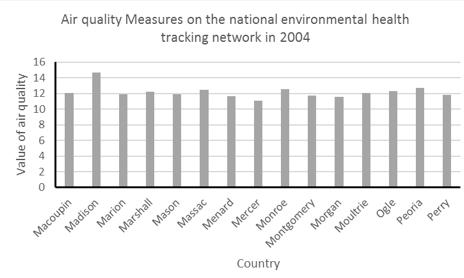 Air quality Measures on the national environmental health
tracking network in 2004
Value of air quality
16
14
12
10
8
6
4
2
0
Macoupin
Madison
Marion
Marshall
Mason
Massac
Menard
Mercer
Monroe
Montgomery
Morgan
Moultrie
Ogle
Peoria
Perry
Country